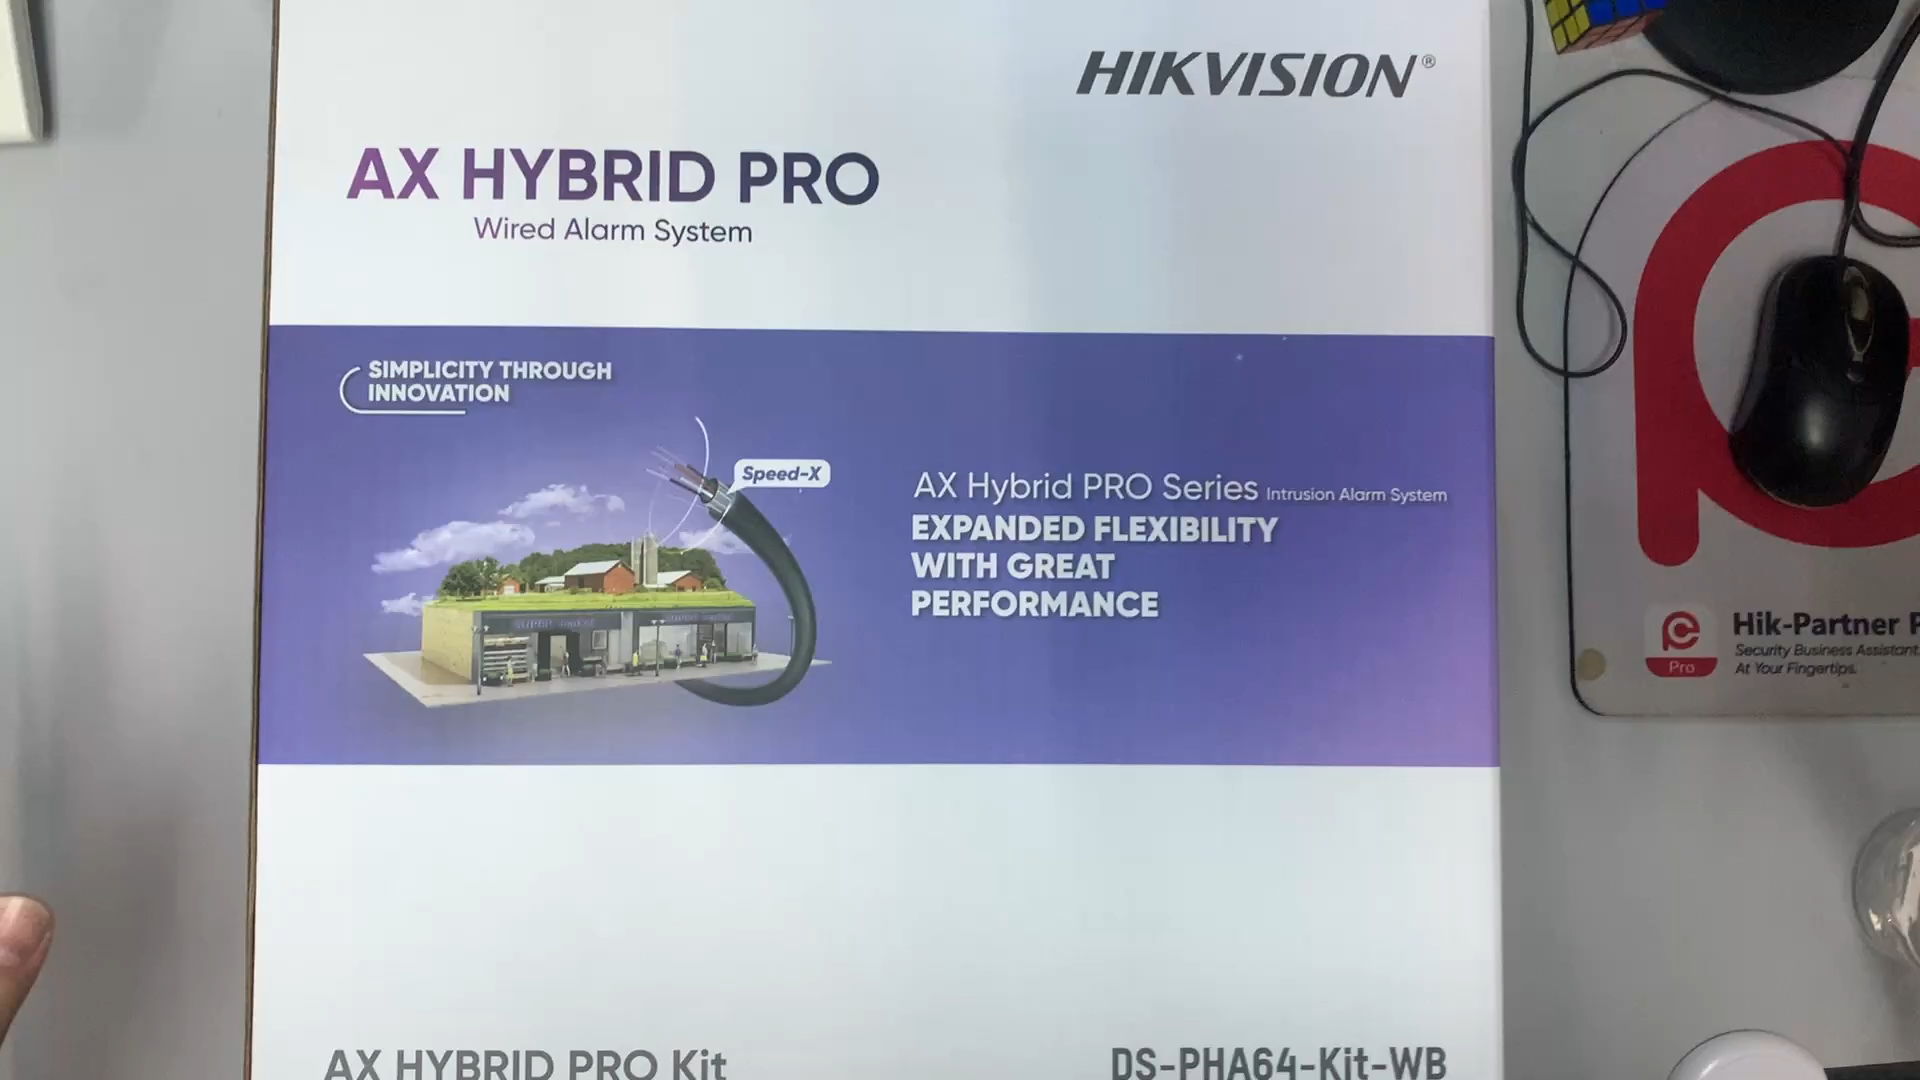 HIKVISION®
AX HYBRID PRO
Wired Alarm System
SIMPLICITY THROUGH
INNOVATION
Speed-X
AX Hybrid PRO Series Intrusion Alarm System
EXPANDED FLEXIBILITY
WITH GREAT
PERFORMANCE
AX HYBRID PRO Kit
DS-PHA64-Kit-WB
Pro
Hik-Partner P
Security Business Assistant.
At Your Fingertips.